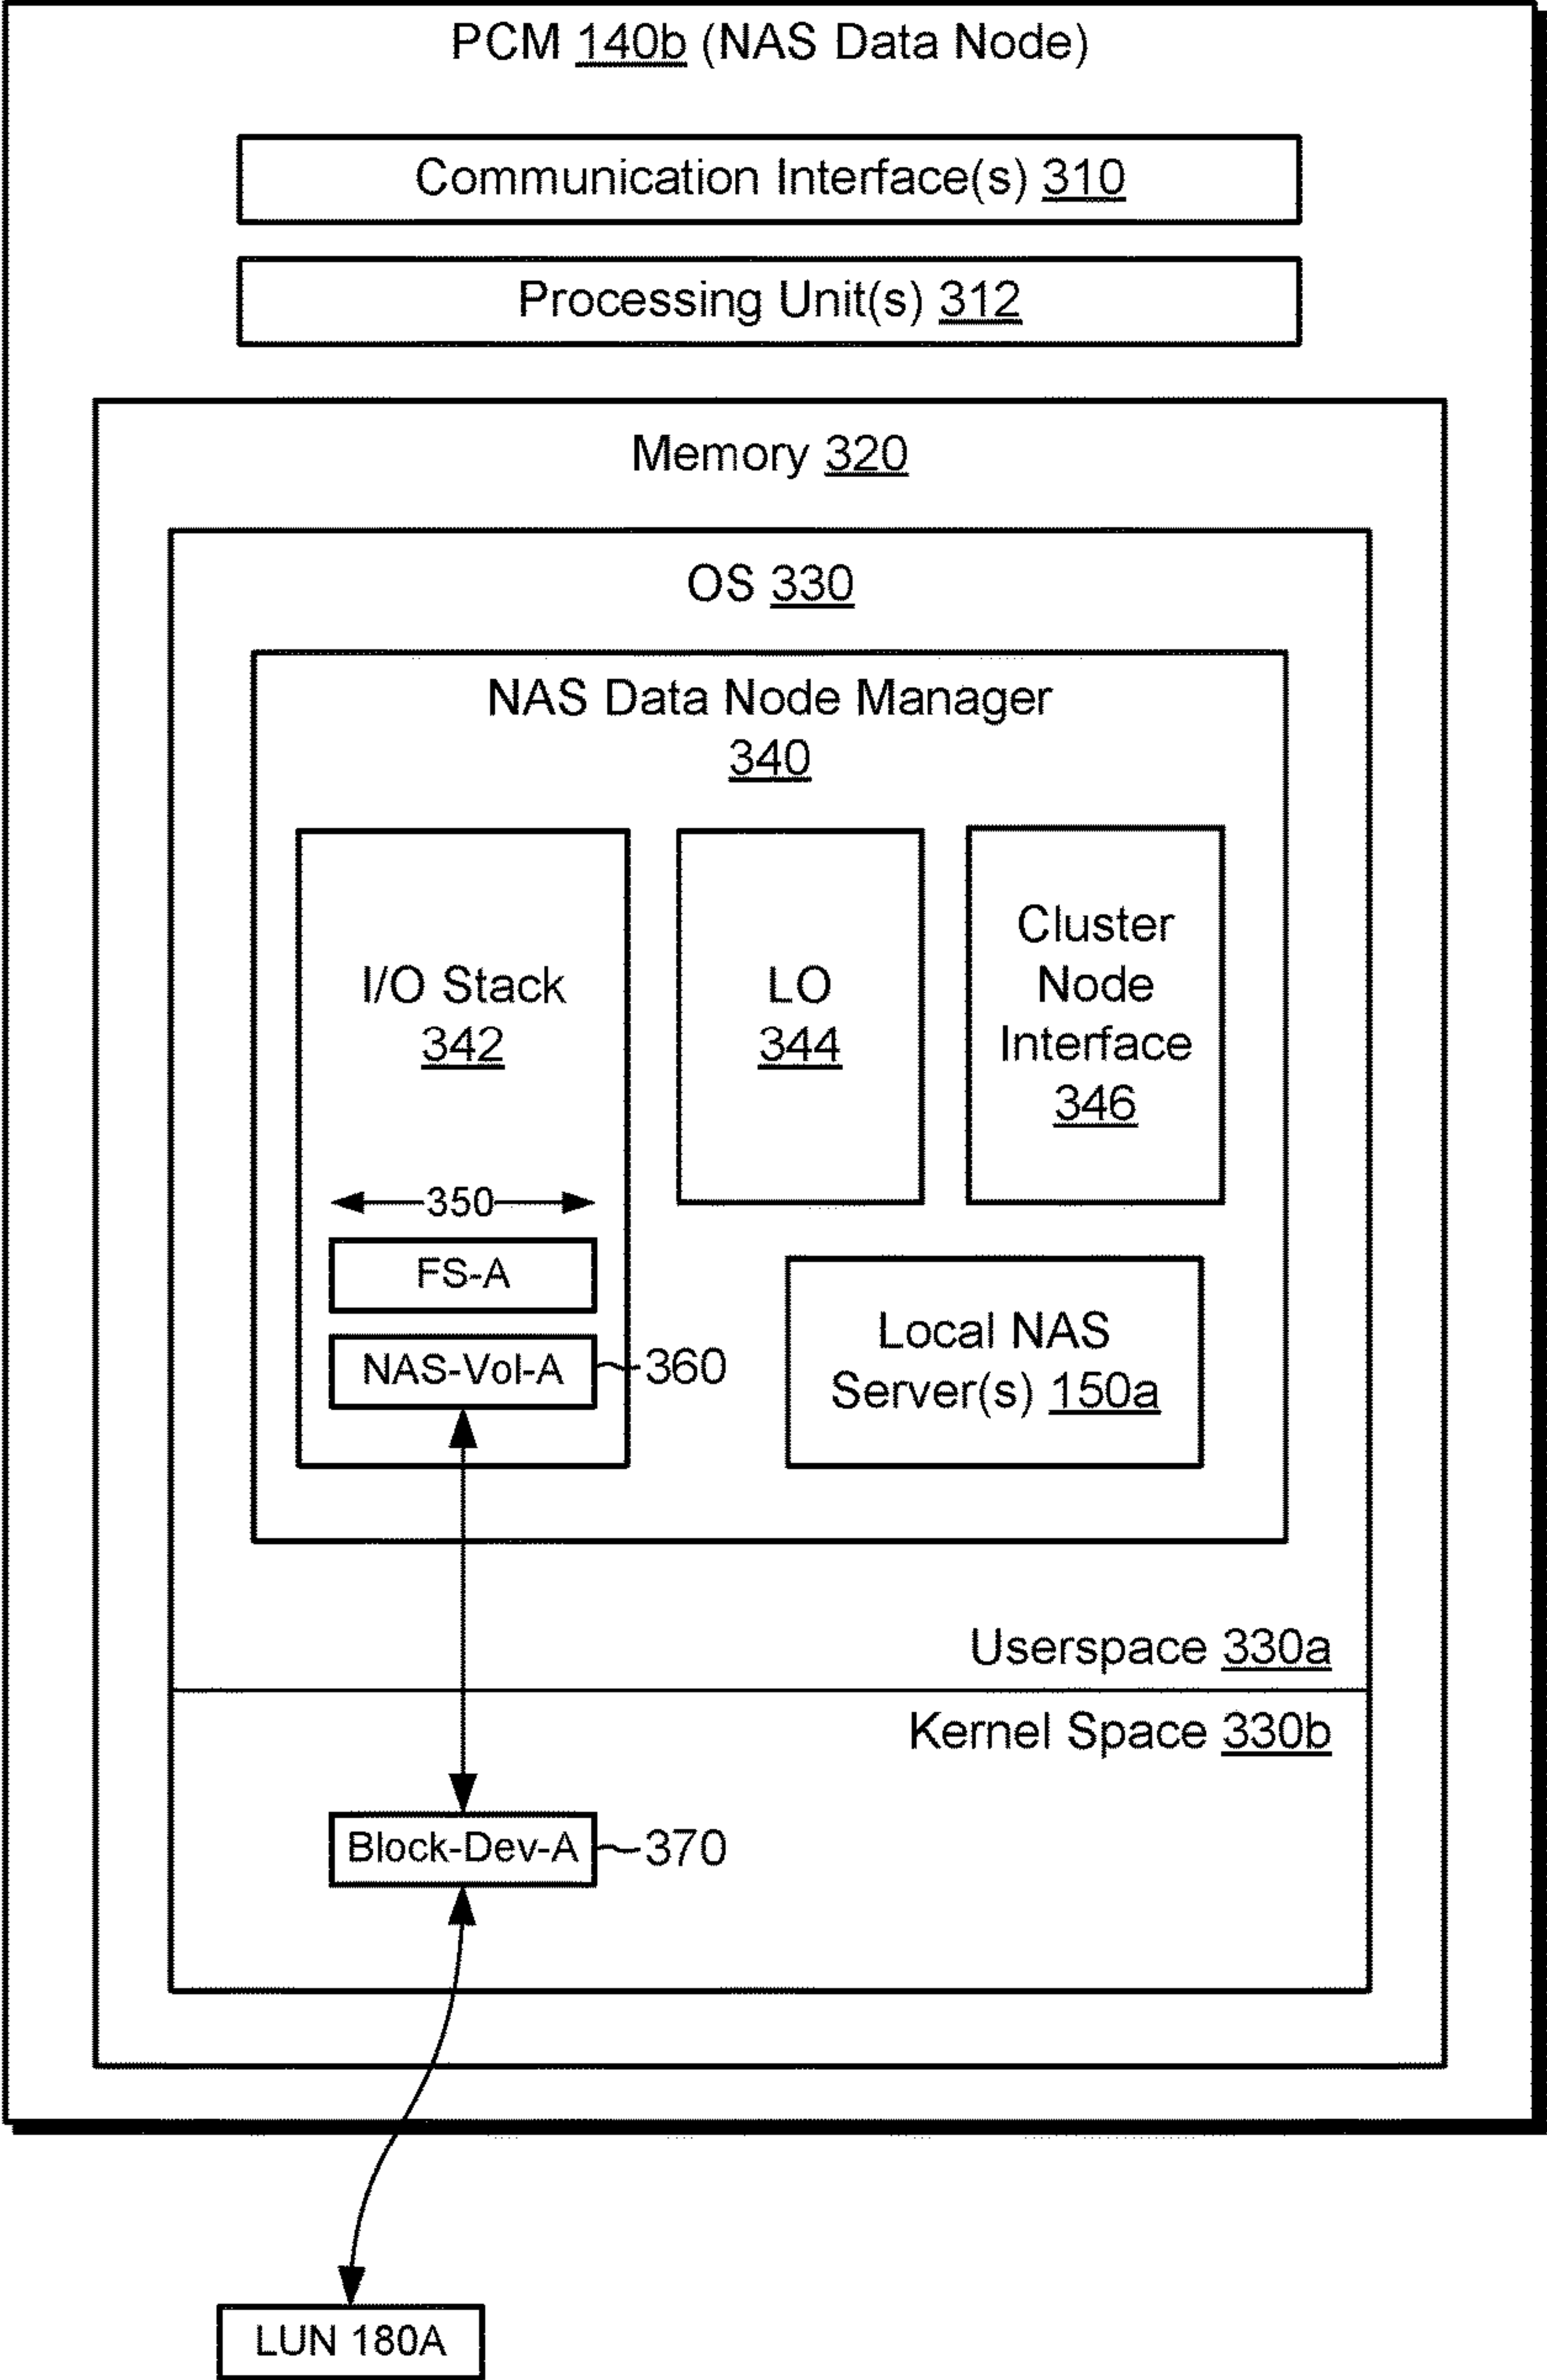 PCM 140b (NAS Data Node)
Communication Interface(s) 310
Processing Unit(s) 312
Memory 320
OS 330
NAS Data Node Manager
340
I/O Stack
342
LO
344
Cluster
Node
Interface
346
350
FS-A
NAS-Vol-A
360
Local NAS
Server(s) 150a
Userspace 330a
Kernel Space 330b
Block-Dev-A
370
LUN 180A